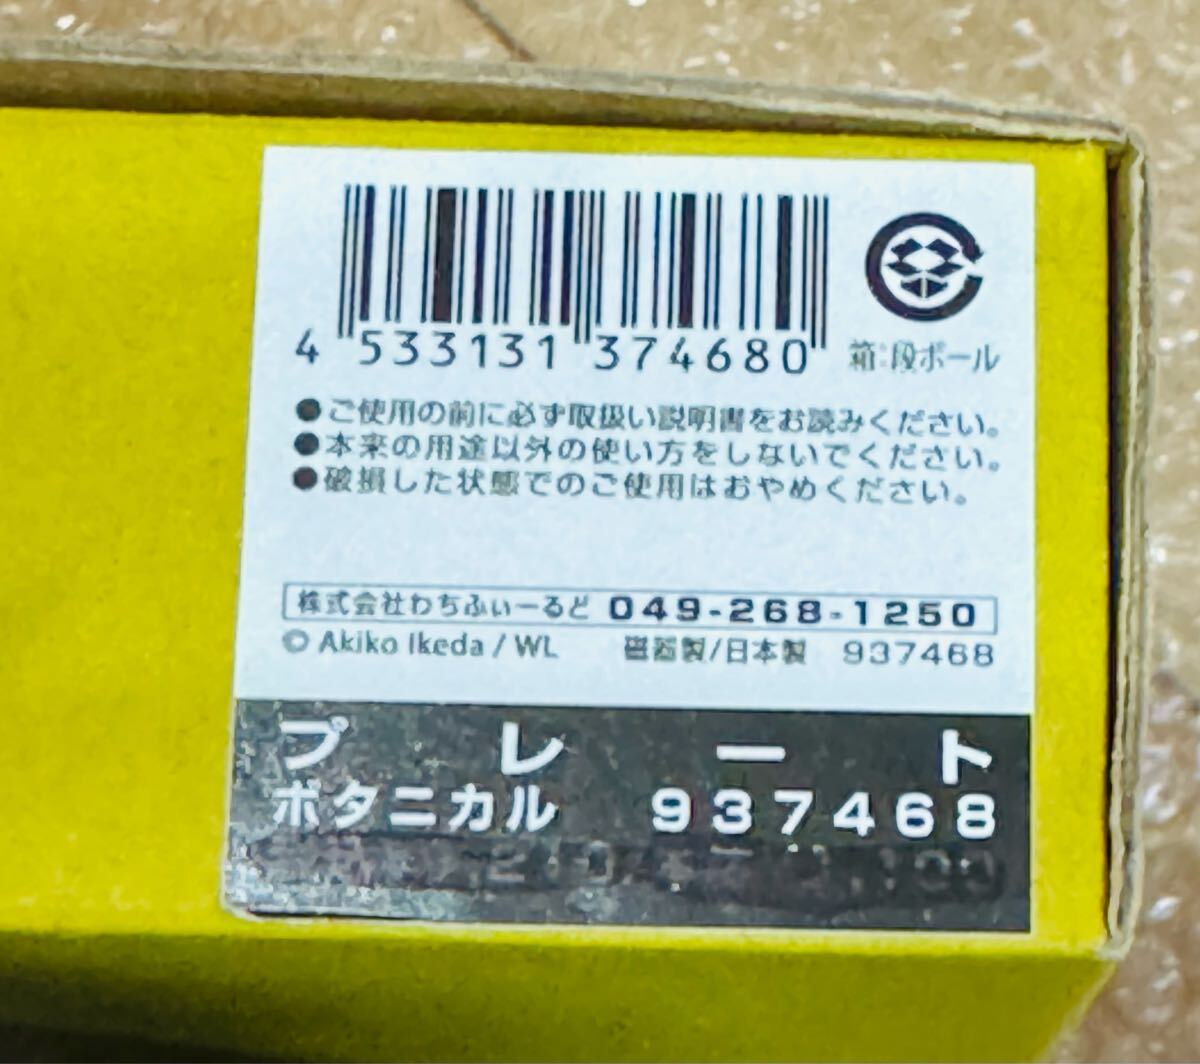 4 533131 374680
箱:段ボール
●ご使用の前に必ず取扱い説明書をお読みください。
●本来の用途以外の使い方をしないでください。
●破損した状態でのご使用はおやめください。
株式会社わちふぃーるど 049-268-1250
© Akiko Ikeda / WL 磁器製/日本製 937468
プレート
ボタニカル 937468